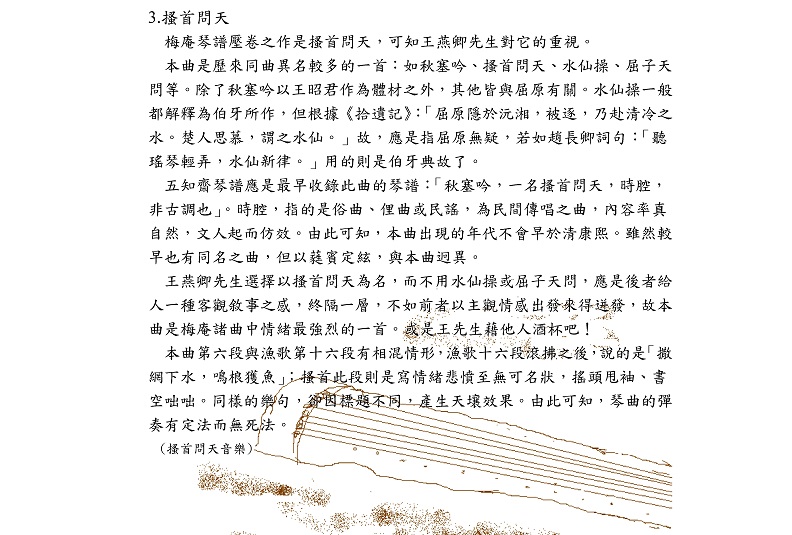 3.搔首問天
梅庵琴譜壓卷之作是搔首問天，可知王燕卿先生對它的重視。
本曲是歷來同曲異名較多的一首：如秋塞吟、搔首問天、水仙操、屈子天
問等。除了秋塞吟以王昭君作為體材之外，其他皆與屈原有關。水仙操一般
都解釋為伯牙所作，但根據《拾遺記》：「屈原隱於沅湘，被逐，乃赴清冷之
水。楚人思慕，謂之水仙。」故，應是指屈原無疑，若如趙長卿詞句：「聽
瑤琴輕弄，水仙新律。」用的則是伯牙典故了。
五知齋琴譜應是最早收錄此曲的琴譜：「秋塞吟，一名搔首問天，時腔，
非古調也」。時腔，指的是俗曲、俚曲或民謠，為民間傳唱之曲，內容率真
自然，文人起而仿效。由此可知，本曲出現的年代不會早於清康熙。雖然較
早也有同名之曲，但以蕤賓定絃，與本曲迥異。
王燕卿先生選擇以搔首問天為名，而不用水仙操或屈子天問，應是後者給
人一種客觀敘事之感，終隔一層，不如前者以主觀情感出發來得迸發，故本
曲是梅庵諸曲中情緒最強烈的一首。或是王先生藉他人酒杯吧！
本曲第六段與漁歌第十六段有相混情形，漁歌十六段滾拂之後，說的是「撒
網下水，鳴桹獲魚」；搔首此段則是寫情緒悲憤至無可名狀，搖頭甩袖、書
空咄咄。同樣的樂句，卻因標題不同，產生天壤效果。由此可知，琴曲的彈
奏有定法而無死法。
（搔首問天音樂）